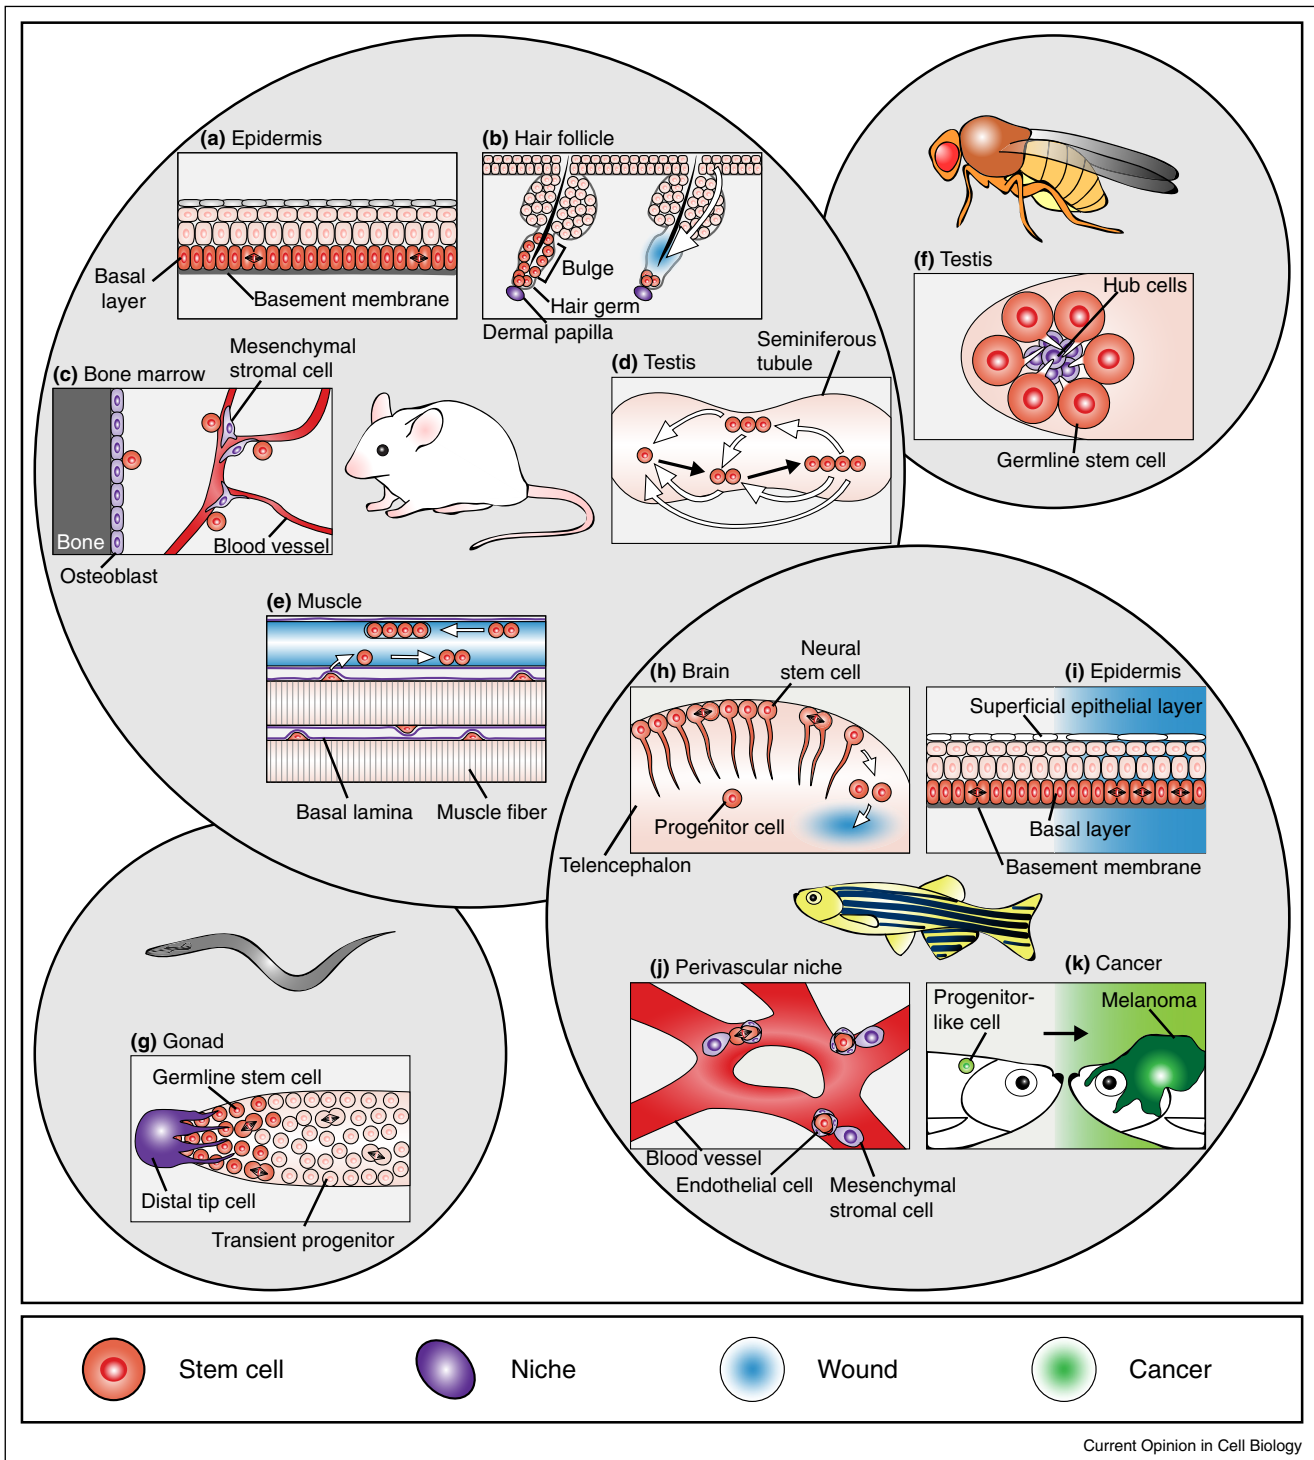 (a) Epidermis
Basal
layer
Basement membrane
(b) Hair follicle
Bulge
Hair germ
Dermal papilla
(c) Bone marrow
Mesenchymal
stromal cell
Bone
Blood vessel
Osteoblast
(d) Testis
Seminiferous
tubule
(e) Muscle
Basal lamina
Muscle fiber
(f) Testis
Hub cells
Germline stem cell
(g) Gonad
Germline stem cell
Distal tip cell
Transient progenitor
(h) Brain
Neural
stem cell
Progenitor cell
Telencephalon
(i) Epidermis
Superficial epithelial layer
Basal layer
Basement membrane
(j) Perivascular niche
Blood vessel
Endothelial cell
Mesenchymal
stromal cell
(k) Cancer
Progenitor-
like cell
Melanoma
Stem cell
Niche
Wound
Cancer
Current Opinion in Cell Biology